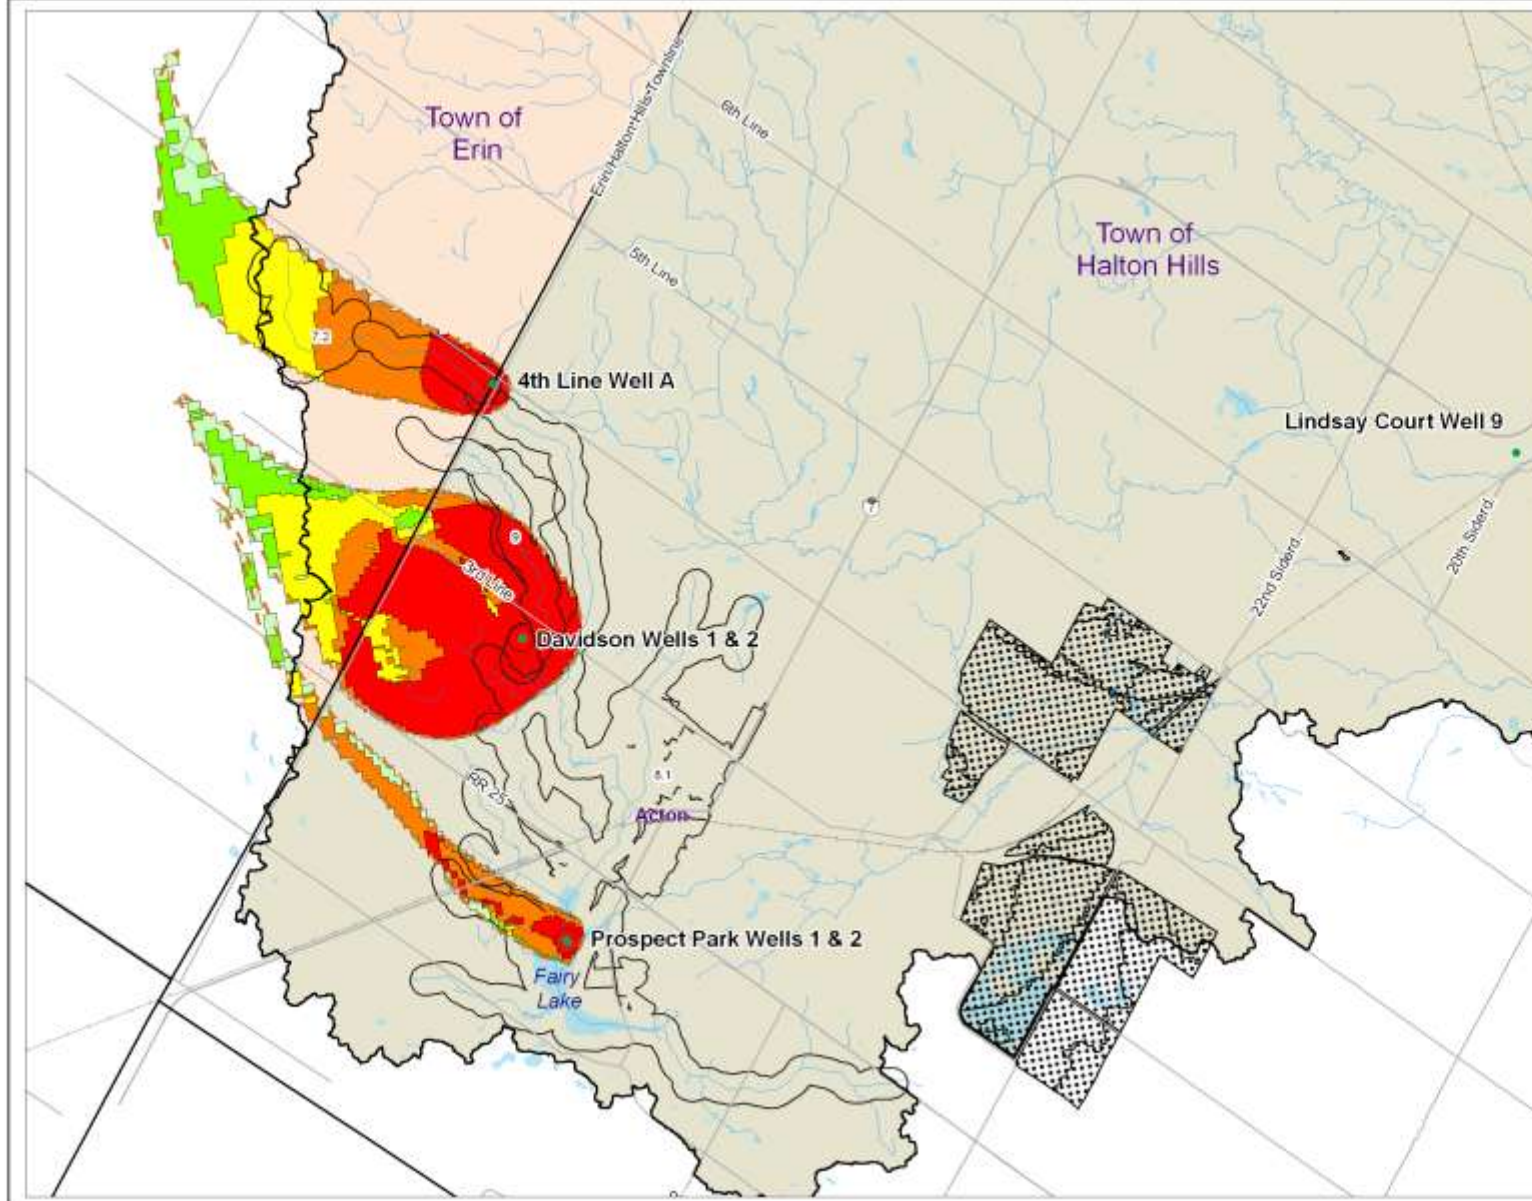 Town of
Erin
Erin/Halton Hills Townline
6th Line
5th Line
Town of
Halton Hills
7.2
4th Line Well A
Lindsay Court Well 9
7
9
3rd Line
20th Siderd.
22nd Siderd.
Davidson Wells 1 & 2
RR 25
8.1
Acton
Prospect Park Wells 1 & 2
Fairy
Lake